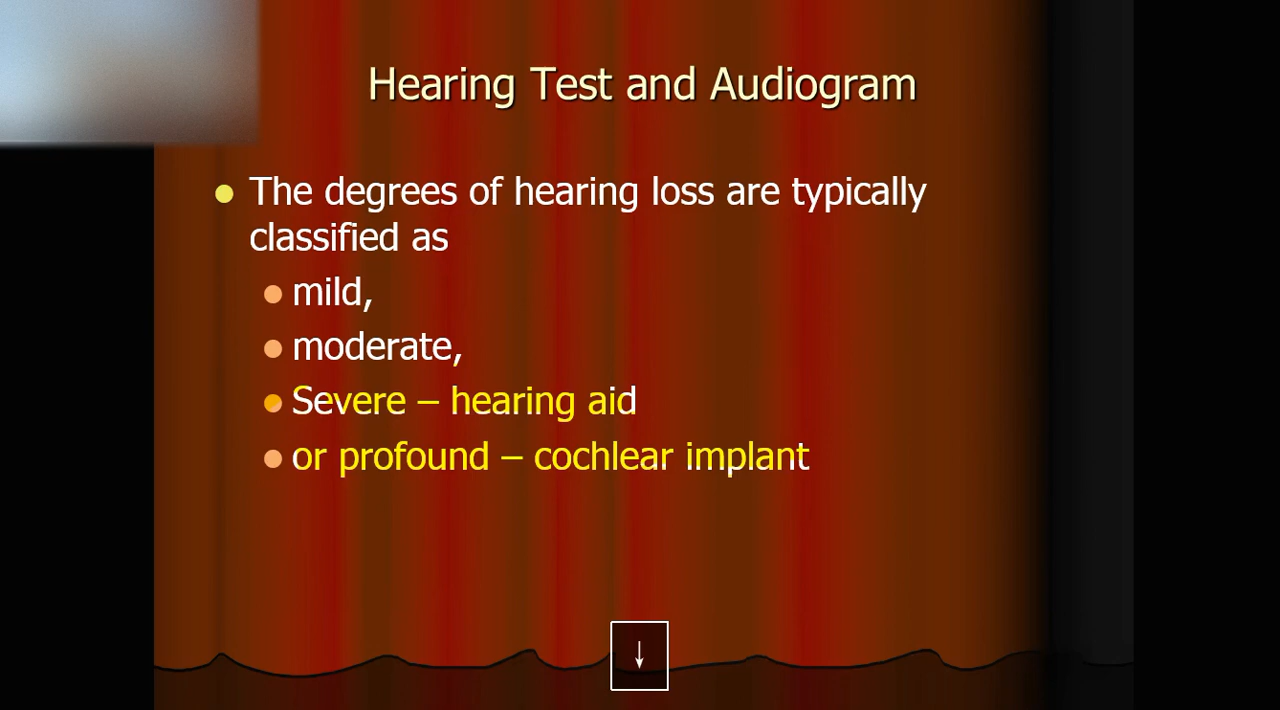 Hearing Test and Audiogram
The degrees of hearing loss are typically
classified as
mild,
moderate,
Severe – hearing aid
or profound – cochlear implant
↓